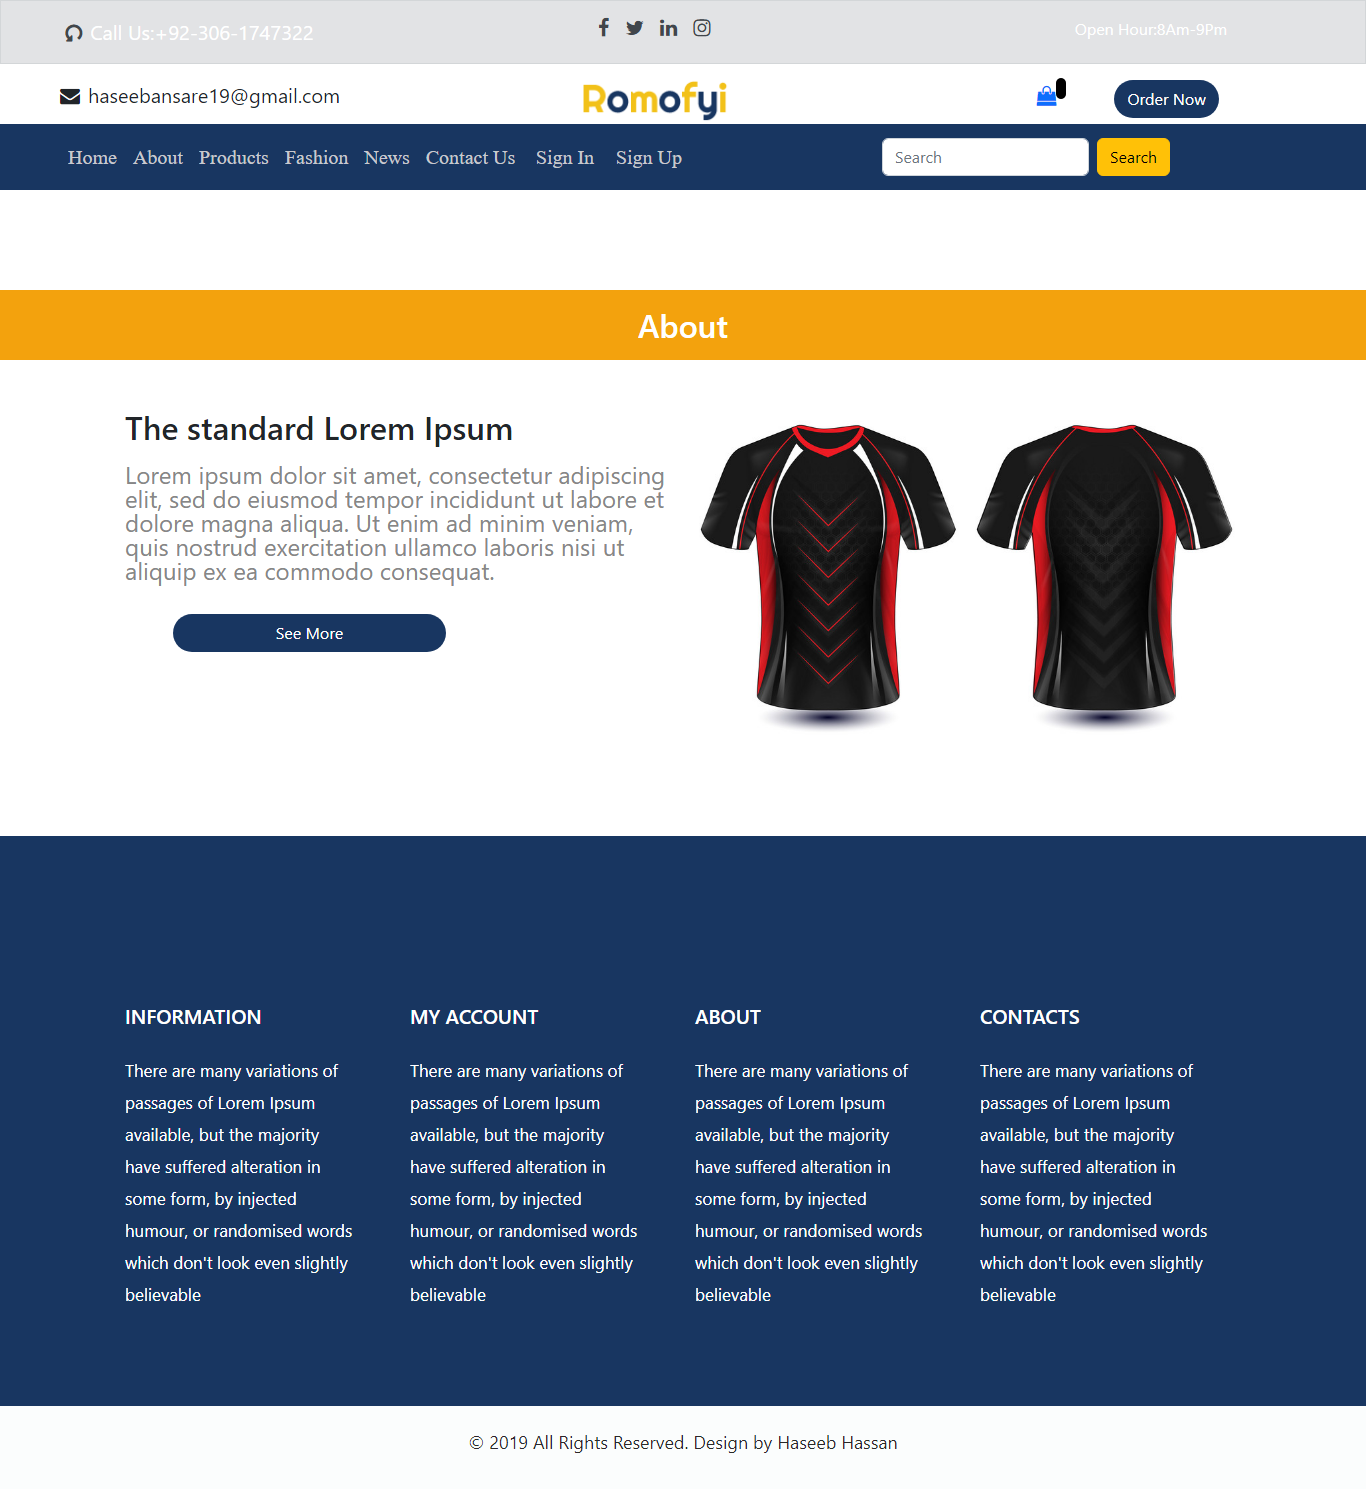 Call Us:+92-306-1747322
Open Hour:8Am-9Pm
haseebansare19@gmail.com
Romofyi
Order Now
Home About Products Fashion News Contact Us Sign In Sign Up
Search
Search
About
The standard Lorem Ipsum
Lorem ipsum dolor sit amet, consectetur adipiscing
elit, sed do eiusmod tempor incididunt ut labore et
dolore magna aliqua. Ut enim ad minim veniam,
quis nostrud exercitation ullamco laboris nisi ut
aliquip ex ea commodo consequat.
See More
INFORMATION
There are many variations of
passages of Lorem Ipsum
available, but the majority
have suffered alteration in
some form, by injected
humour, or randomised words
which don't look even slightly
believable
MY ACCOUNT
There are many variations of
passages of Lorem Ipsum
available, but the majority
have suffered alteration in
some form, by injected
humour, or randomised words
which don't look even slightly
believable
ABOUT
There are many variations of
passages of Lorem Ipsum
available, but the majority
have suffered alteration in
some form, by injected
humour, or randomised words
which don't look even slightly
believable
CONTACTS
There are many variations of
passages of Lorem Ipsum
available, but the majority
have suffered alteration in
some form, by injected
humour, or randomised words
which don't look even slightly
believable
© 2019 All Rights Reserved. Design by Haseeb Hassan